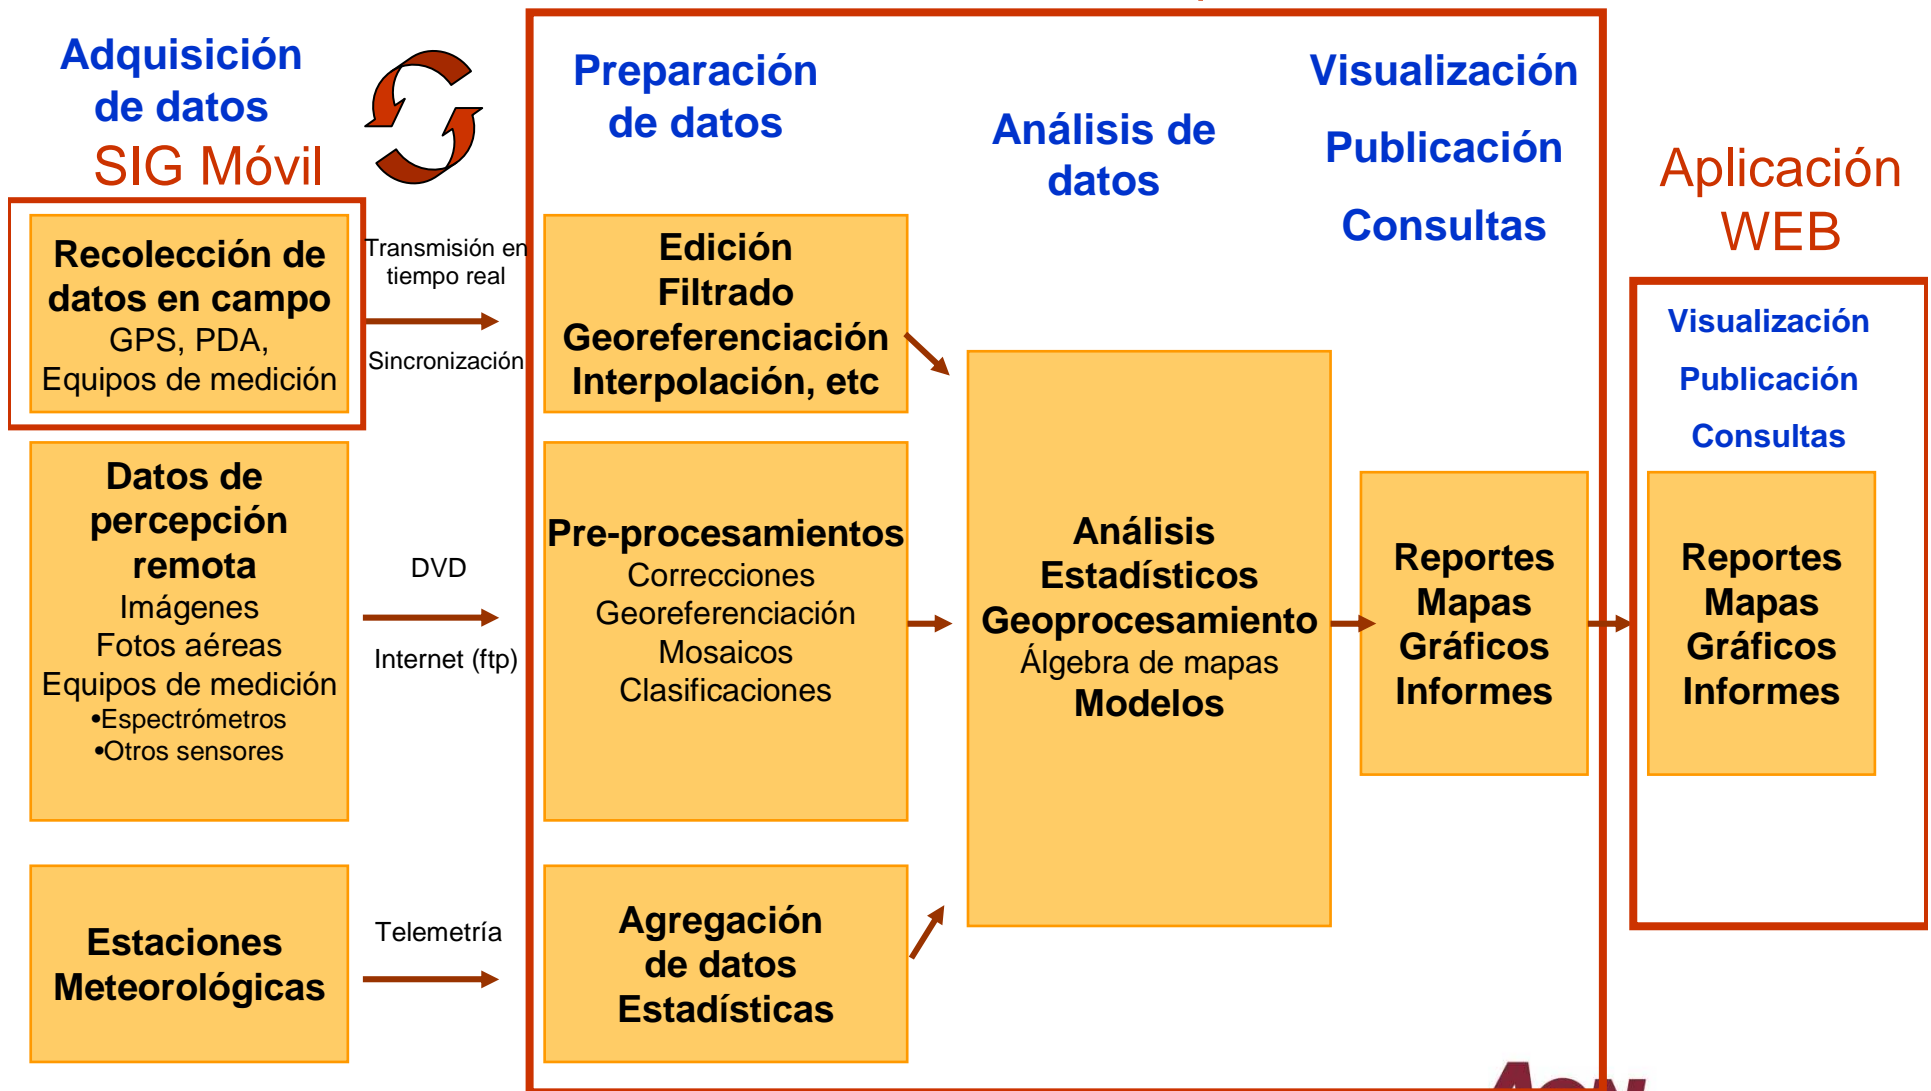 Adquisición
de datos
SIG Móvil
Recolección de
datos en campo
GPS, PDA,
Equipos de medición
Transmisión en
tiempo real
Sincronización
Datos de
percepción
remota
Imágenes
Fotos aéreas
Equipos de medición
•Espectrómetros
•Otros sensores
DVD
Internet (ftp)
Estaciones
Meteorológicas
Telemetría
Preparación
de datos
Edición
Filtrado
Georeferenciación
Interpolación, etc
Pre-procesamientos
Correcciones
Georeferenciación
Mosaicos
Clasificaciones
Agregación
de datos
Estadísticas
Análisis de
datos
Análisis
Estadísticos
Geoprocesamiento
Álgebra de mapas
Modelos
Visualización
Publicación
Consultas
Reportes
Mapas
Gráficos
Informes
Aplicación
WEB
Visualización
Publicación
Consultas
Reportes
Mapas
Gráficos
Informes